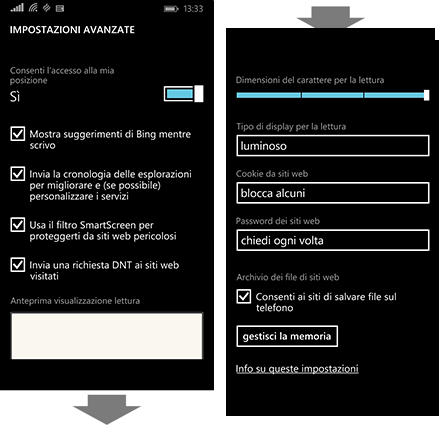 13:33
IMPOSTAZIONI AVANZATE
Consenti l'accesso alla mia
posizione
Sì
Mostra suggerimenti di Bing mentre
scrivo
Invia la cronologia delle esplorazioni
per migliorare e (se possibile)
personalizzare i servizi
Usa il filtro SmartScreen per
proteggerti da siti web pericolosi
Invia una richiesta DNT ai siti web
visitati
Anteprima visualizzazione lettura
Dimensioni del carattere per la lettura
Tipo di display per la lettura
luminoso
Cookie da siti web
blocca alcuni
Password dei siti web
chiedi ogni volta
Archivio dei file di siti web
Consenti ai siti di salvare file sul
telefono
gestisci la memoria
Info su queste impostazioni